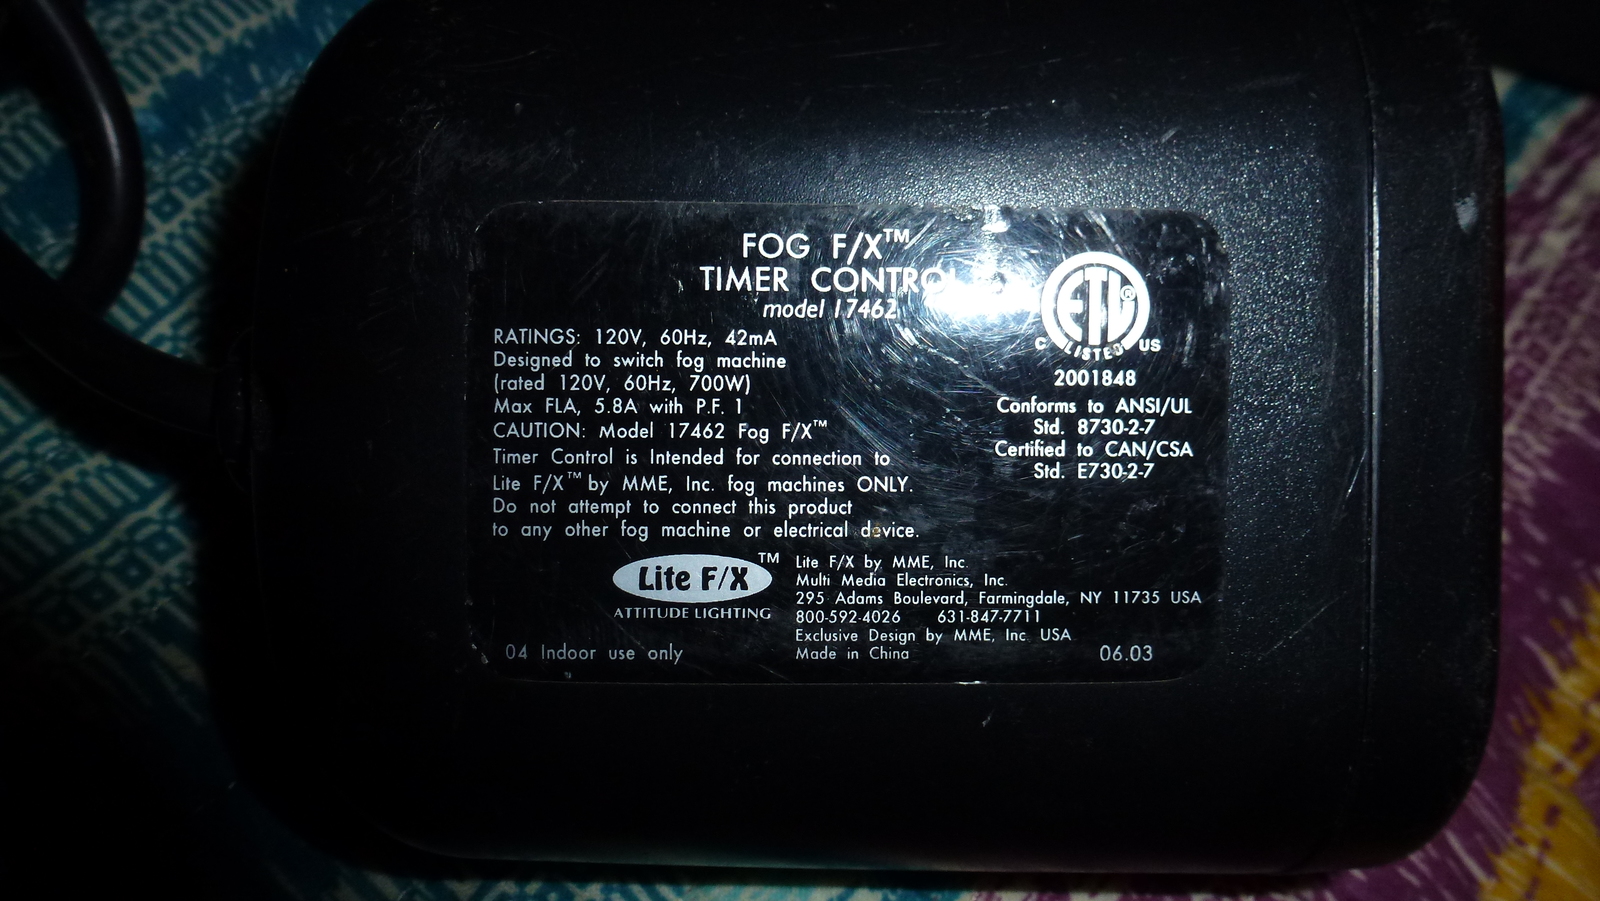 FOG F/X™
TIMER CONTROL
model 17462
RATINGS: 120V, 60Hz, 42mA
Designed to switch fog machine
(rated 120V, 60Hz, 700W)
Max FLA, 5.8A with P.F. 1
CAUTION: Model 17462 Fog F/X™
Timer Control is Intended for connection to
Lite F/X™ by MME, Inc. fog machines ONLY.
Do not attempt to connect this product
to any other fog machine or electrical device.
ETL®
C LISTED US
2001848
Conforms to ANSI/UL
Std. 8730-2-7
Certified to CAN/CSA
Std. E730-2-7
Lite F/X™
ATTITUDE LIGHTING
Lite F/X by MME, Inc.
Multi Media Electronics, Inc.
295 Adams Boulevard, Farmingdale, NY 11735 USA
800-592-4026 631-847-7711
Exclusive Design by MME, Inc. USA
Made in China
04 Indoor use only
06.03